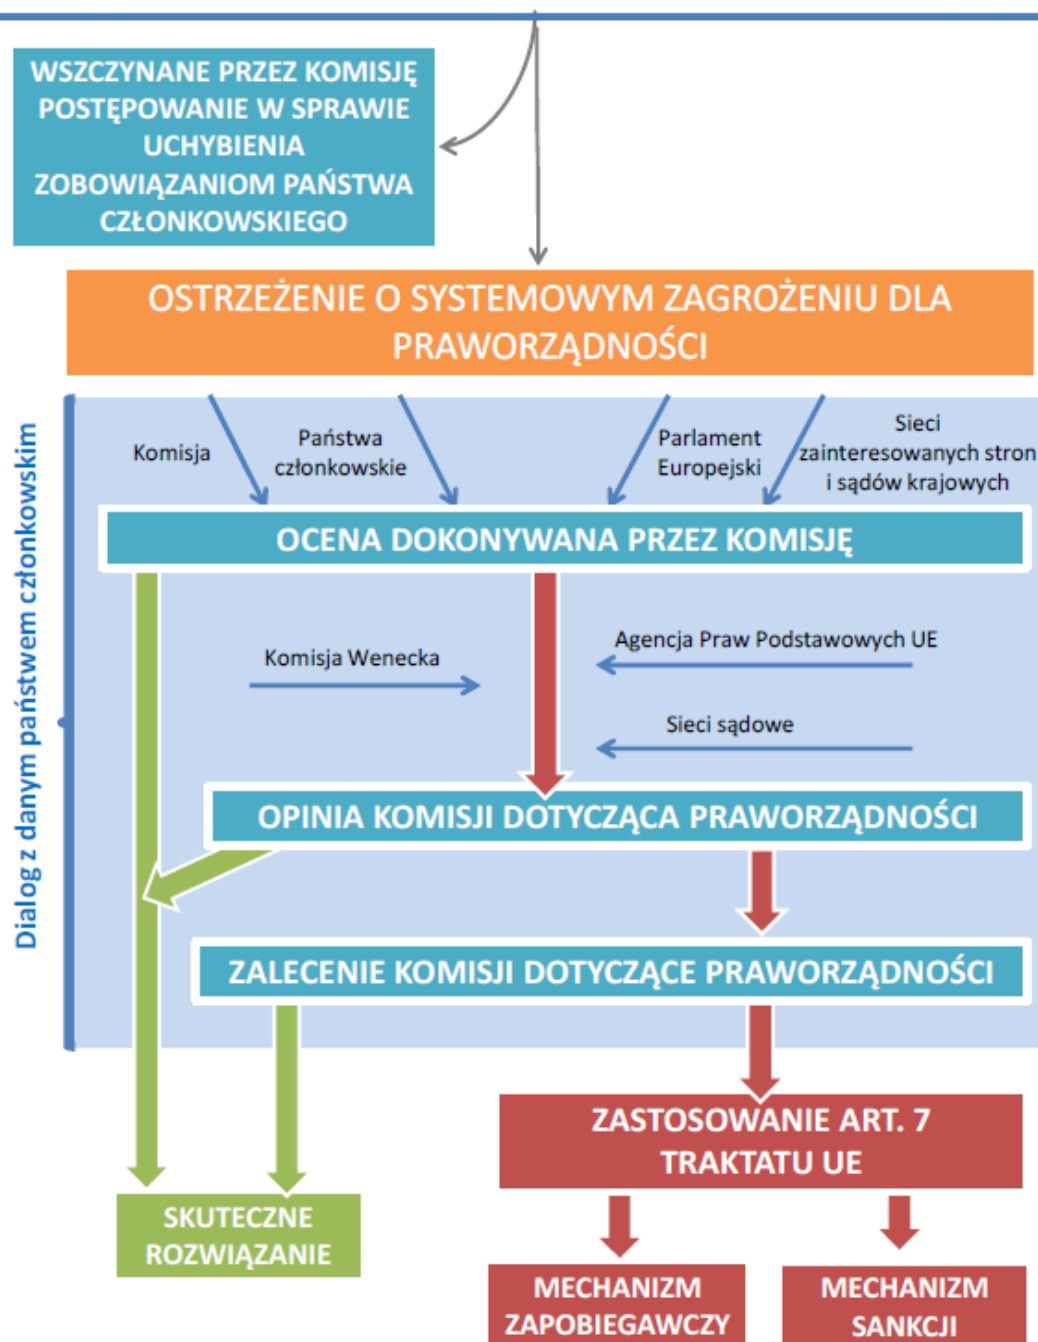 WSZCZYNANE PRZEZ KOMISJĘ
POSTĘPOWANIE W SPRAWIE
UCHYBIENIA
ZOBOWIĄZANIOM PAŃSTWA
CZŁONKOWSKIEGO
OSTRZEŻENIE O SYSTEMOWYM ZAGROŻENIU DLA
PRAWORZĄDNOŚCI
Dialog z danym państwem członkowskim
Komisja
Państwa
członkowskie
Parlament
Europejski
Sieci
zainteresowanych stron
i sądów krajowych
OCENA DOKONYWANA PRZEZ KOMISJĘ
Komisja Wenecka
Agencja Praw Podstawowych UE
Sieci sądowe
OPINIA KOMISJI DOTYCZĄCA PRAWORZĄDNOŚCI
ZALECENIE KOMISJI DOTYCZĄCE PRAWORZĄDNOŚCI
ZASTOSOWANIE ART. 7
TRAKTATU UE
SKUTECZNE
ROZWIĄZANIE
MECHANIZM
ZAPOBIEGAWCZY
MECHANIZM
SANKCJI